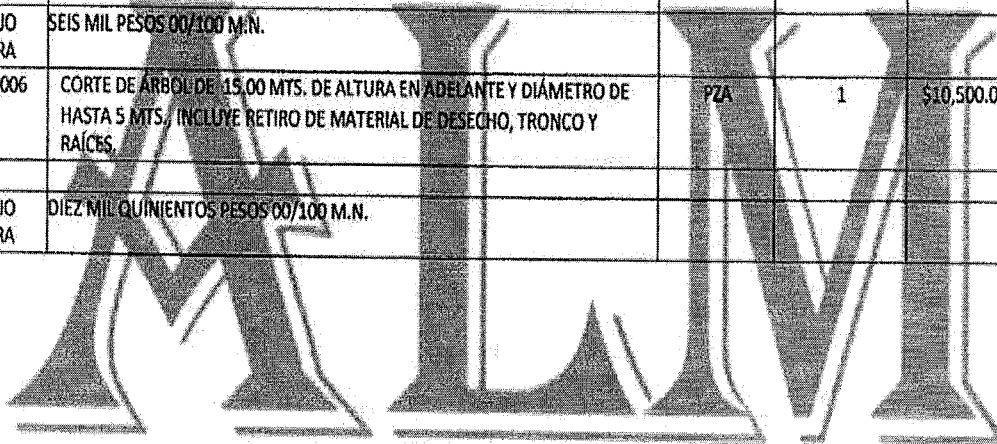 JO SEIS MIL PESOS 00/100 M.N.
RA
006 CORTE DE ÁRBOL DE 15.00 MTS. DE ALTURA EN ADELANTE Y DIÁMETRO DE PZA 1 $10,500.0
HASTA 5 MTS., INCLUYE RETIRO DE MATERIAL DE DESECHO, TRONCO Y
RAÍCES.
JO DIEZ MIL QUINIENTOS PESOS 00/100 M.N.
RA
ALMI